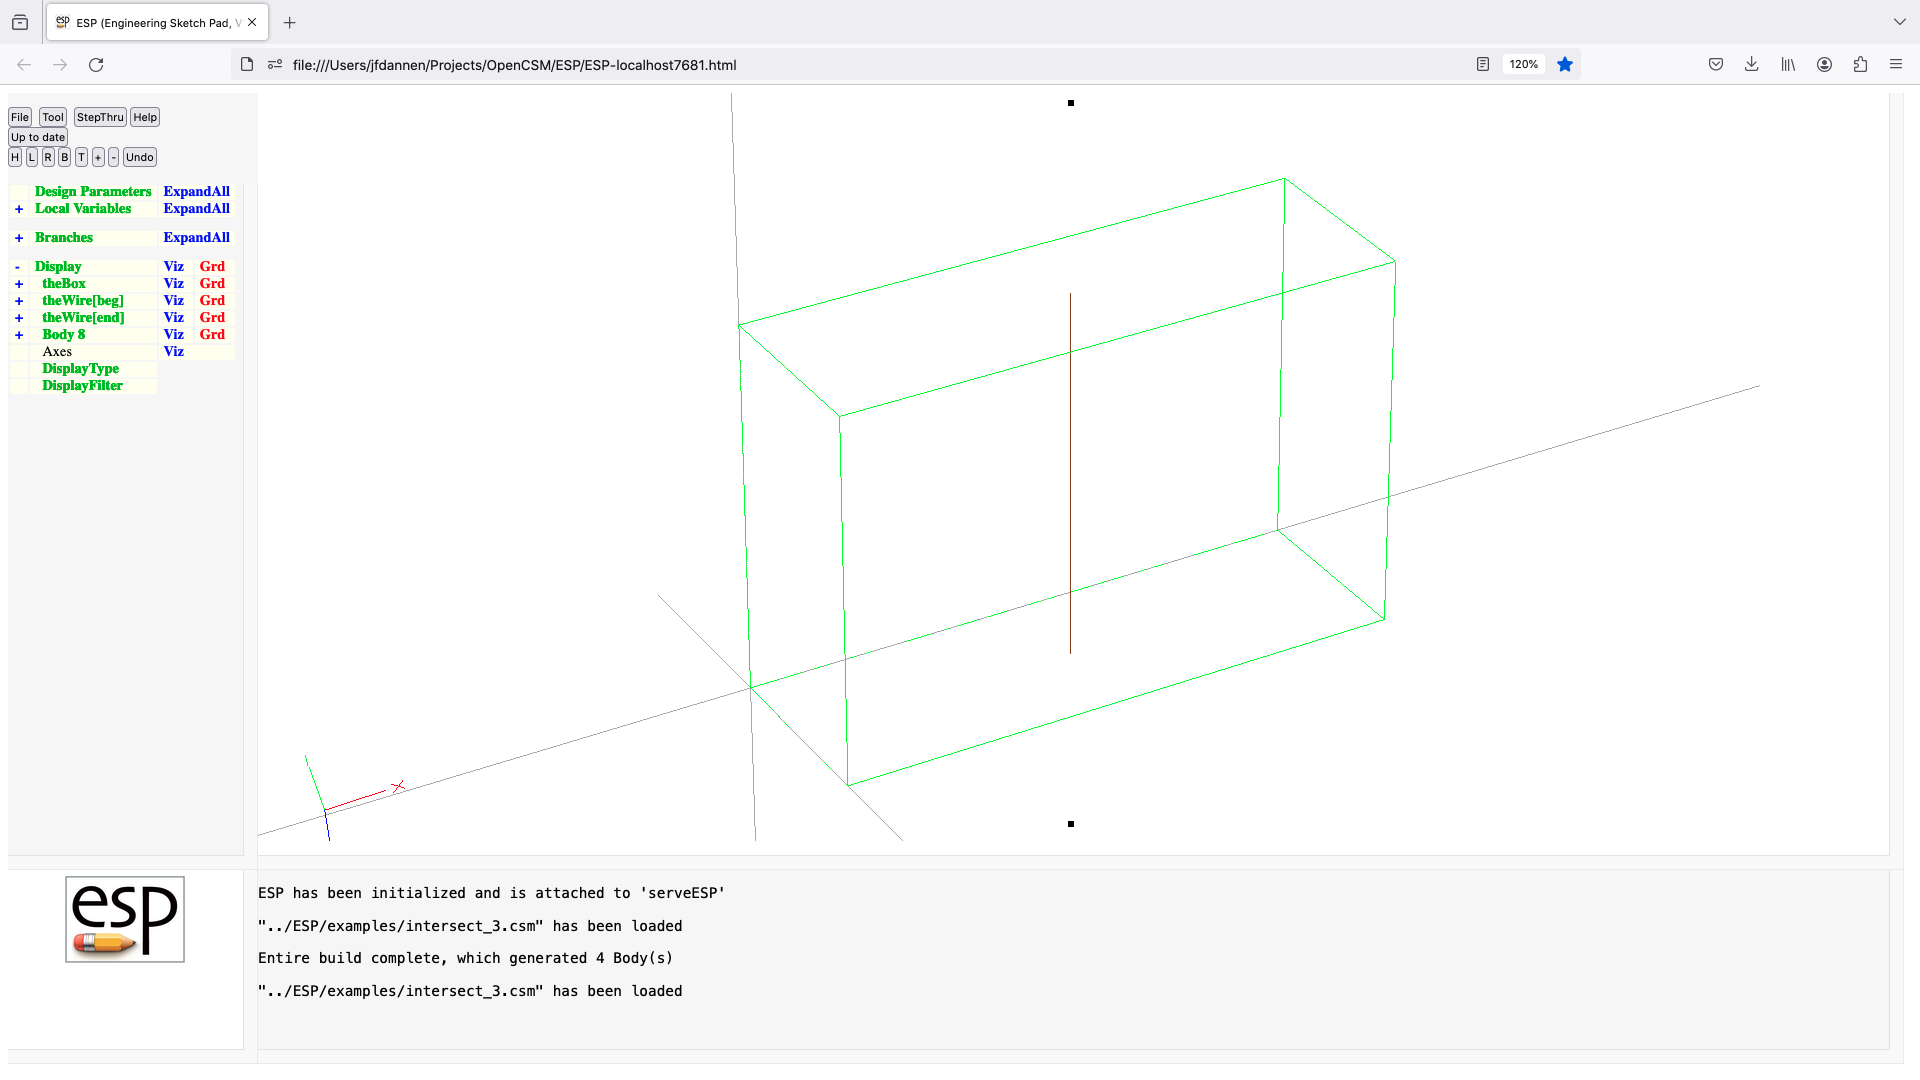 ESP (Engineering Sketch Pad, V
file:///Users/jfdannen/Projects/OpenCSM/ESP/ESP-localhost7681.html 120%
File Tool StepThru Help
Up to date
H L R B T + - Undo
Design Parameters ExpandAll
+ Local Variables ExpandAll
+ Branches ExpandAll
- Display Viz Grd
+ theBox Viz Grd
+ theWire[beg] Viz Grd
+ theWire[end] Viz Grd
+ Body 8 Viz Grd
Axes Viz
DisplayType
DisplayFilter
X
esp
ESP has been initialized and is attached to 'serveESP'
"../ESP/examples/intersect_3.csm" has been loaded
Entire build complete, which generated 4 Body(s)
"../ESP/examples/intersect_3.csm" has been loaded